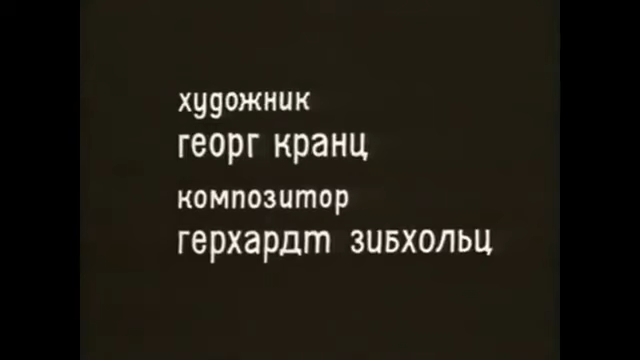 художник
георг кранц
композитор
герхардт зибхольц